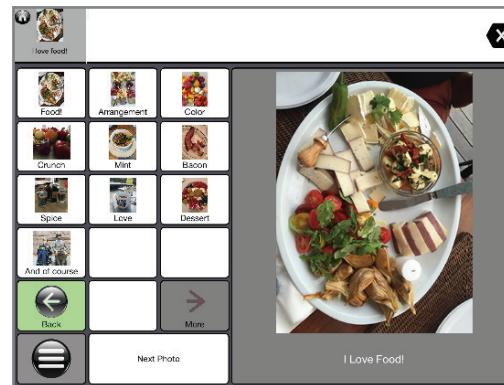 I love food!
Food!
Arrangement
Color
Crunch
Mint
Bacon
Spice
Love
Dessert
And of course
Back
More
Next Photo
I Love Food!